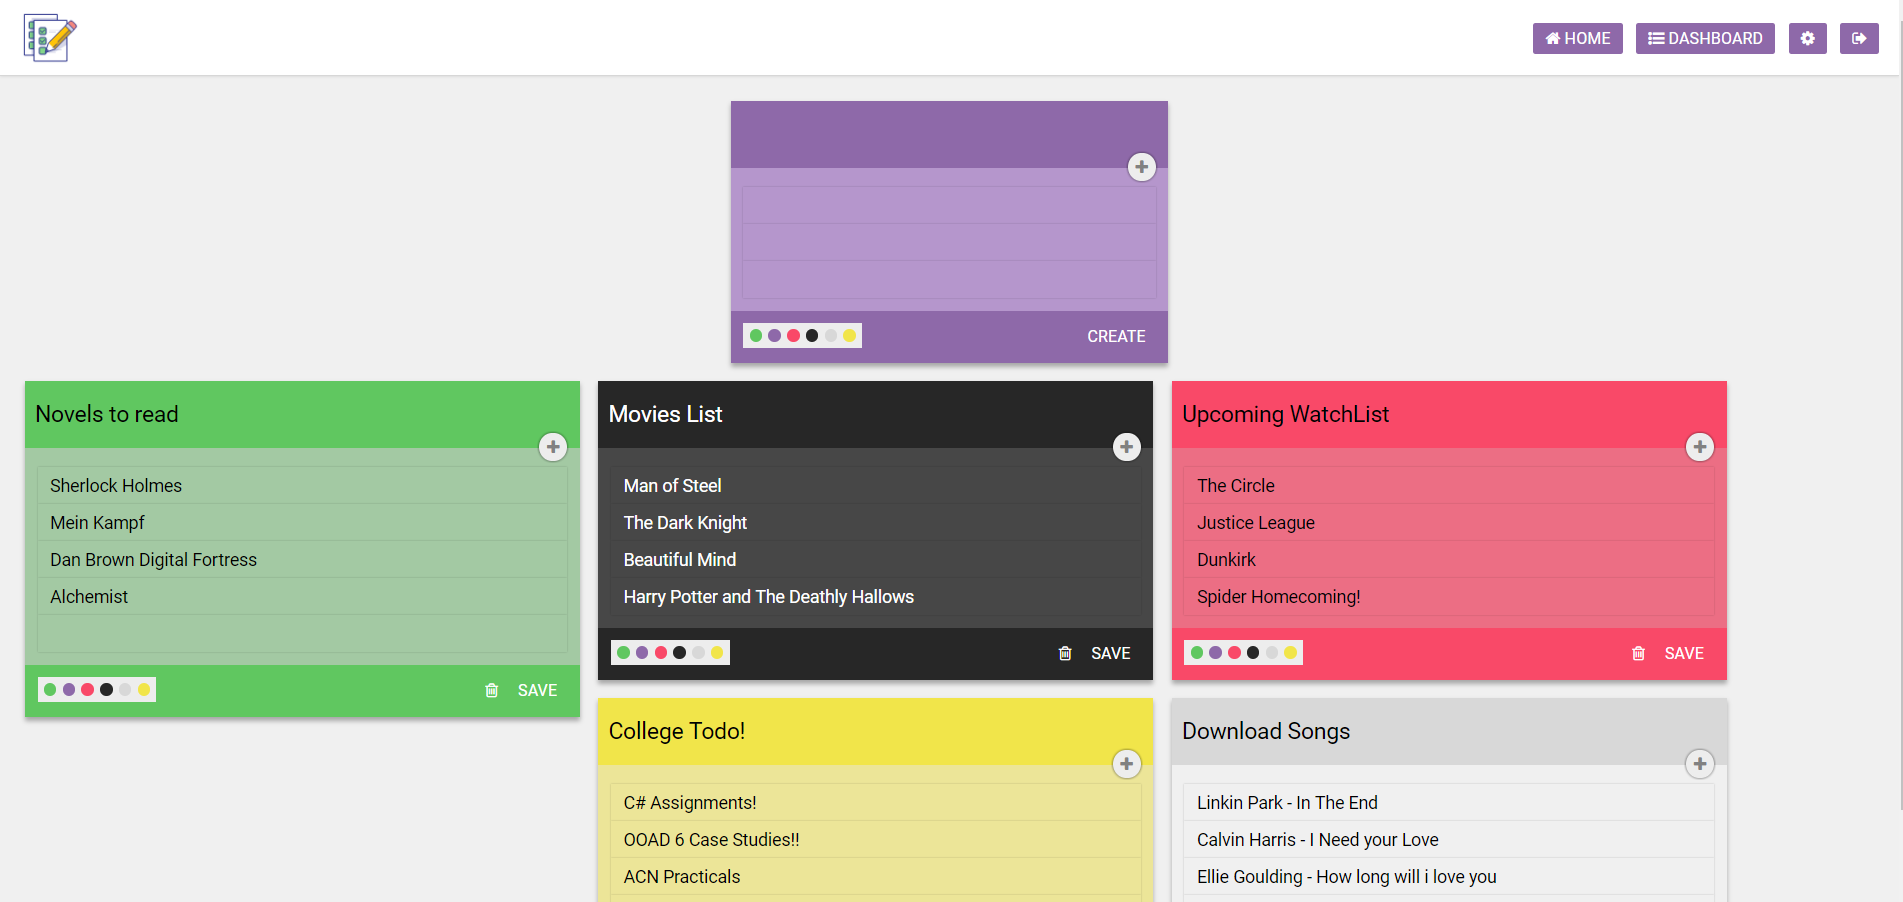 HOME
DASHBOARD
CREATE
Novels to read
Sherlock Holmes
Mein Kampf
Dan Brown Digital Fortress
Alchemist
SAVE
Movies List
Man of Steel
The Dark Knight
Beautiful Mind
Harry Potter and The Deathly Hallows
SAVE
Upcoming WatchList
The Circle
Justice League
Dunkirk
Spider Homecoming!
SAVE
College Todo!
C# Assignments!
OOAD 6 Case Studies!!
ACN Practicals
Download Songs
Linkin Park - In The End
Calvin Harris - I Need your Love
Ellie Goulding - How long will i love you